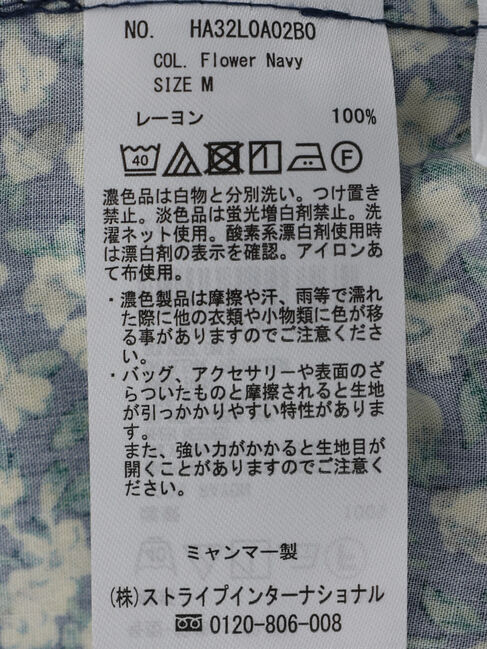 NO. HA32L0A02B0
COL. Flower Navy
SIZE M
レーヨン 100%
40 F
濃色品は白物と分別洗い。つけ置き
禁止。淡色品は蛍光増白剤禁止。洗
濯ネット使用。酸素系漂白剤使用時
は漂白剤の表示を確認。アイロンあ
て布使用。
・濃色製品は摩擦や汗、雨等で濡れ
た際に他の衣類や小物類に色が移
る事がありますのでご注意くださ
い。
・バッグ、アクセサリーや表面のざ
らついたものと摩擦されると生地
が引っかかりやすい特性がありま
す。
また、強い力がかかると生地目が
開くことがありますのでご注意く
ださい。
ミャンマー製
(株)ストライプインターナショナル
0120-806-008